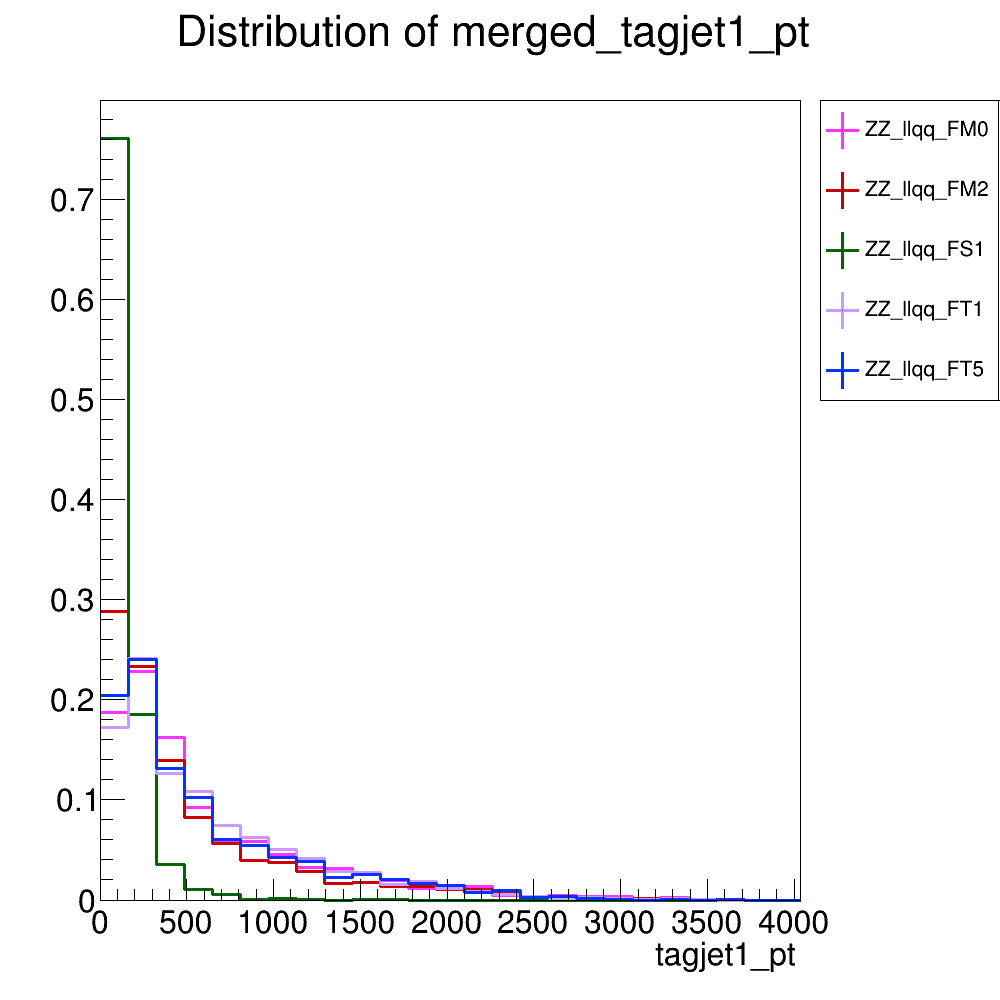 Distribution of merged_tagjet1_pt
ZZ_llqq_FM0
ZZ_llqq_FM2
ZZ_llqq_FS1
ZZ_llqq_FT1
ZZ_llqq_FT5
0.7
0.6
0.5
0.4
0.3
0.2
0.1
0
0 500 1000 1500 2000 2500 3000 3500 4000
tagjet1_pt